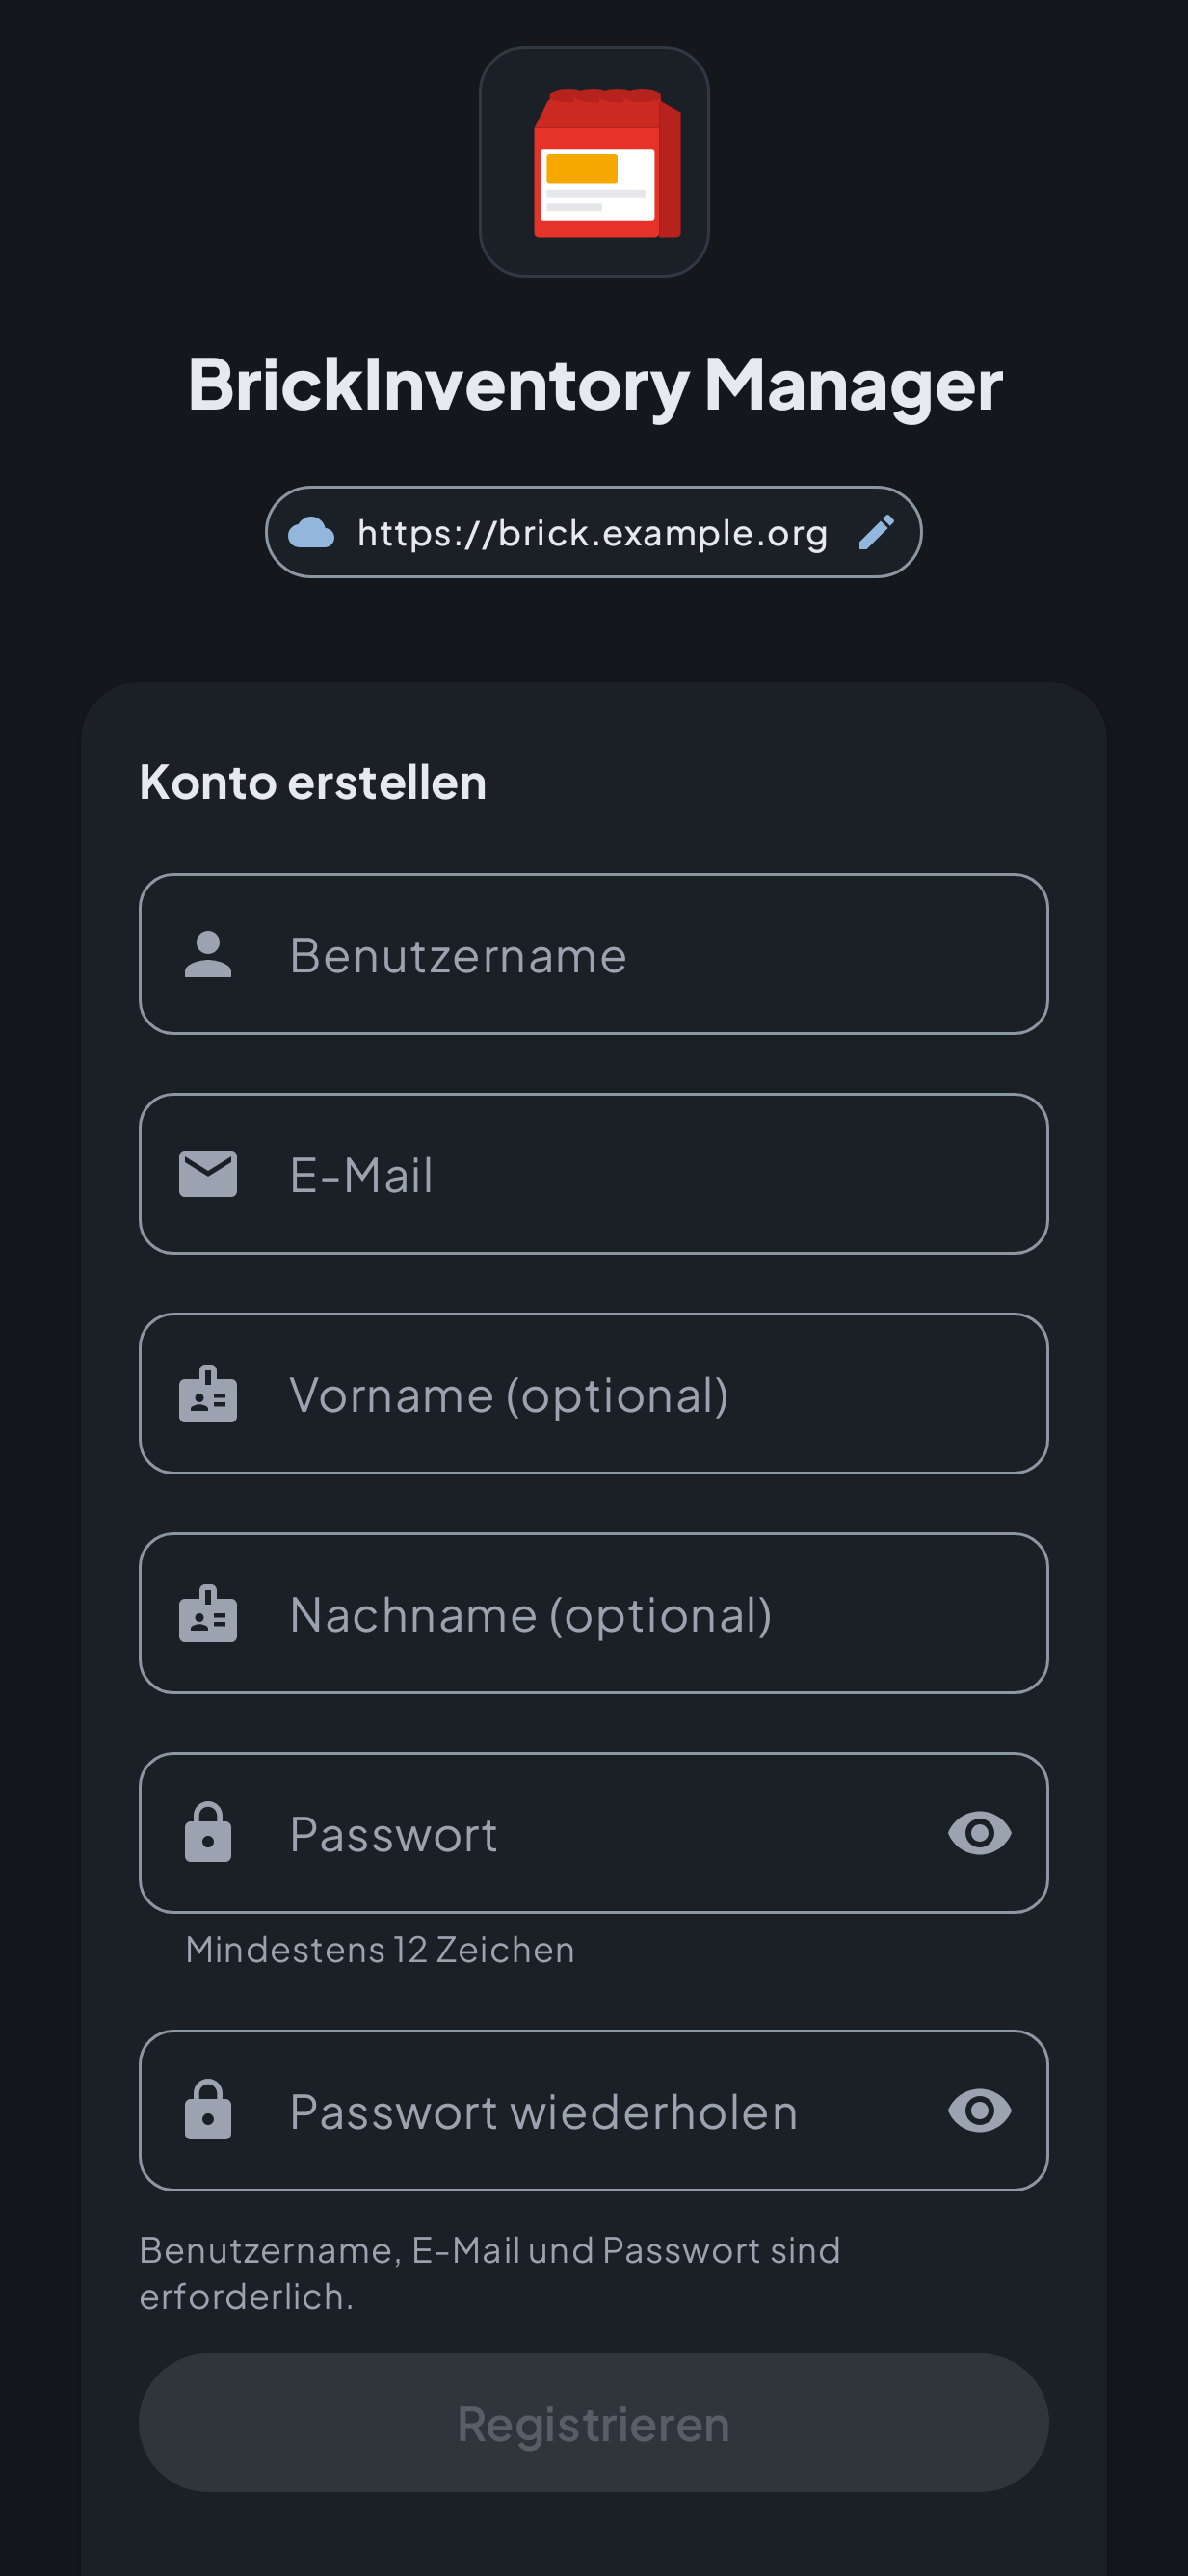 BrickInventory Manager
https://brick.example.org
Konto erstellen
Benutzername
E-Mail
Vorname (optional)
Nachname (optional)
Passwort
Mindestens 12 Zeichen
Passwort wiederholen
Benutzername, E-Mail und Passwort sind
erforderlich.
Registrieren